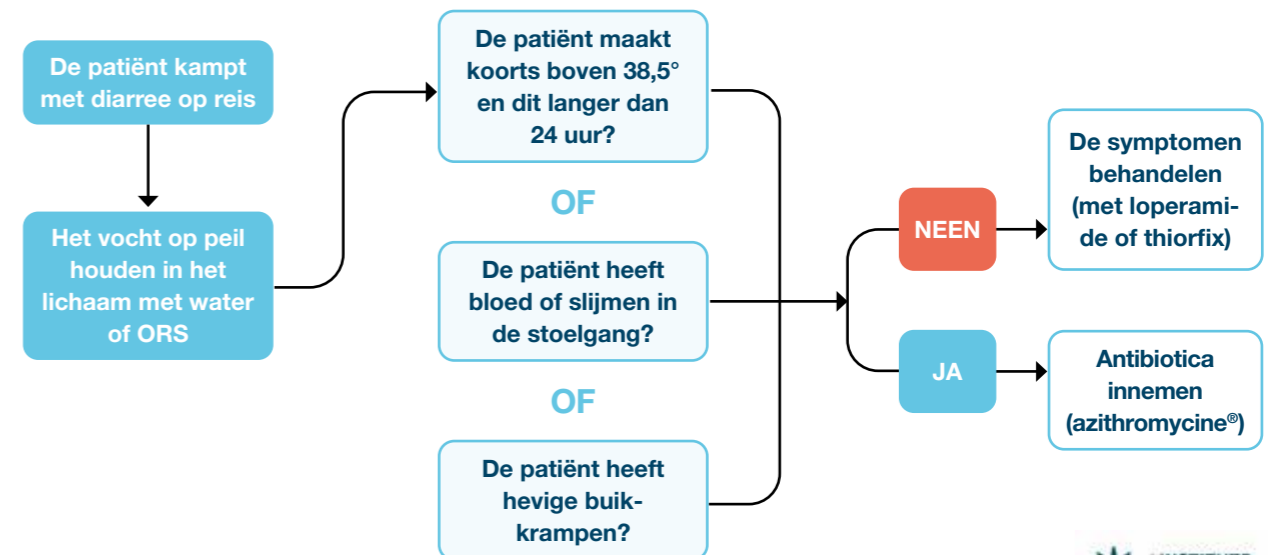 De patiënt kampt
met diarree op reis
Het vocht op peil
houden in het
lichaam met water
of ORS
De patiënt maakt
koorts boven 38,5°
en dit langer dan
24 uur?
OF
De patiënt heeft
bloed of slijmen in
de stoelgang?
OF
De patiënt heeft
hevige buik-
krampen?
NEEN
De symptomen
behandelen
(met loperami-
de of thiorfix)
JA
Antibiotica
innemen
(azithromycine®)